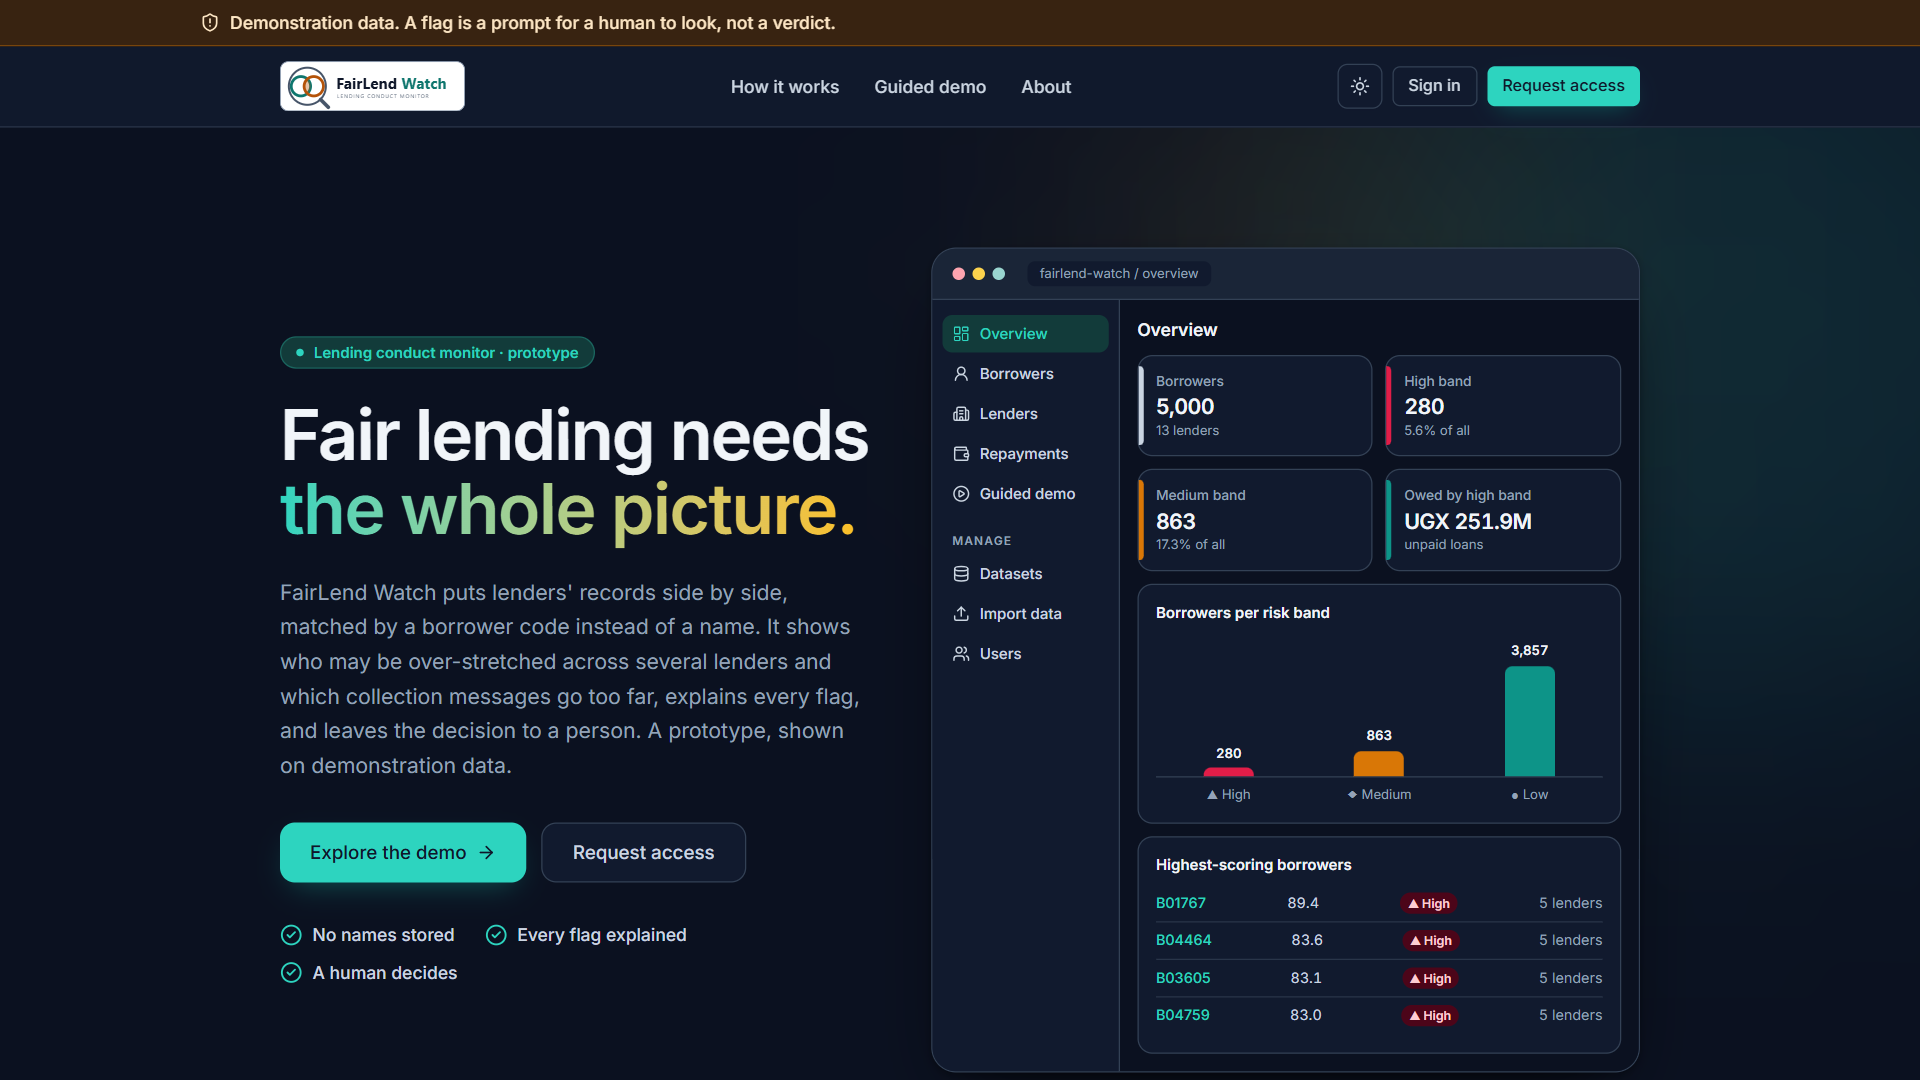 Demonstration data. A flag is a prompt for a human to look, not a verdict.
FairLend Watch
LENDING CONDUCT MONITOR
How it works
Guided demo
About
Sign in
Request access
Lending conduct monitor · prototype
Fair lending needs
the whole picture.
FairLend Watch puts lenders' records side by side,
matched by a borrower code instead of a name. It shows
who may be over-stretched across several lenders and
which collection messages go too far, explains every flag,
and leaves the decision to a person. A prototype, shown
on demonstration data.
Explore the demo
Request access
No names stored
Every flag explained
A human decides
fairlend-watch / overview
Overview
Borrowers
Lenders
Repayments
Guided demo
MANAGE
Datasets
Import data
Users
Overview
Borrowers
5,000
13 lenders
High band
280
5.6% of all
Medium band
863
17.3% of all
Owed by high band
UGX 251.9M
unpaid loans
Borrowers per risk band
280
863
3,857
▲ High
◆ Medium
● Low
Highest-scoring borrowers
B01767 89.4 ▲ High 5 lenders
B04464 83.6 ▲ High 5 lenders
B03605 83.1 ▲ High 5 lenders
B04759 83.0 ▲ High 5 lenders